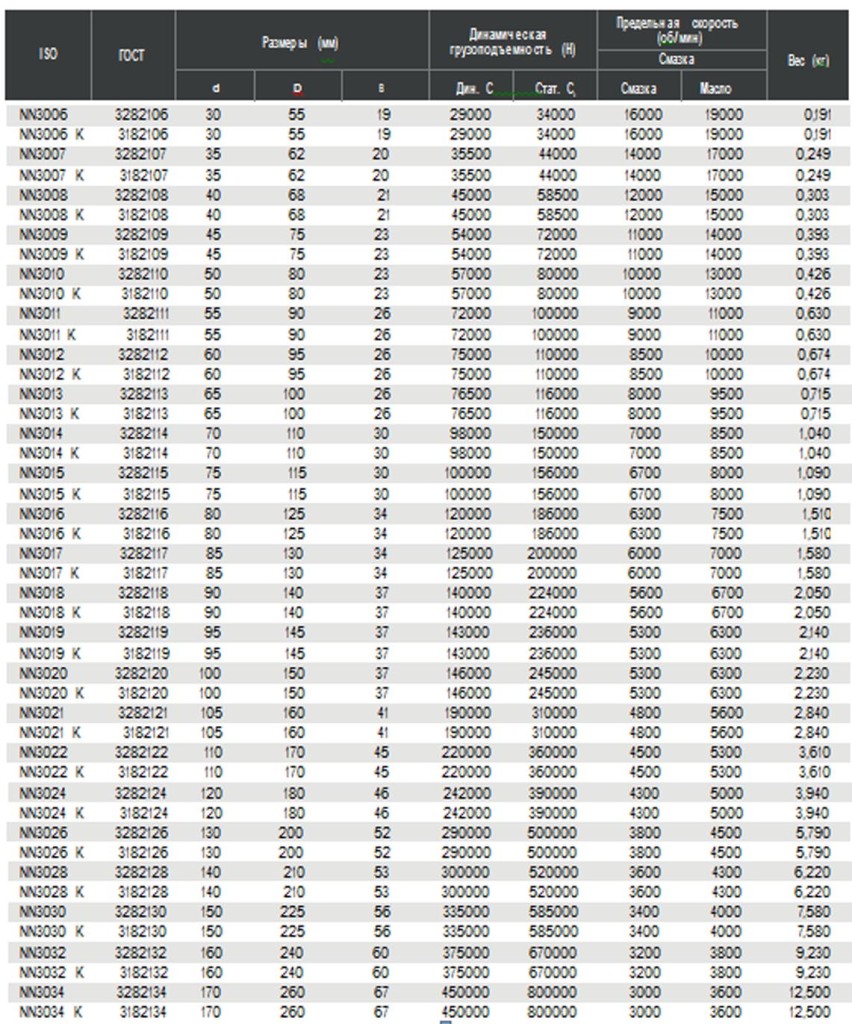 ISO ГОСТ Размеры (мм) Динамическая грузоподъемность (Н) Предельная скорость (об/мин) Вес (кг)
Смазка
d D B Дин. C Стат. C, Смазка Масло
NN3006 3282106 30 55 19 29000 34000 16000 19000 0,191
NN3006 K 3182106 30 55 19 29000 34000 16000 19000 0,191
NN3007 3282107 35 62 20 35500 44000 14000 17000 0,249
NN3007 K 3182107 35 62 20 35500 44000 14000 17000 0,249
NN3008 3282108 40 68 21 45000 58500 12000 15000 0,303
NN3008 K 3182108 40 68 21 45000 58500 12000 15000 0,303
NN3009 3282109 45 75 23 54000 72000 11000 14000 0,393
NN3009 K 3182109 45 75 23 54000 72000 11000 14000 0,393
NN3010 3282110 50 80 23 57000 80000 10000 13000 0,426
NN3010 K 3182110 50 80 23 57000 80000 10000 13000 0,426
NN3011 3282111 55 90 26 72000 100000 9000 11000 0,630
NN3011 K 3182111 55 90 26 72000 100000 9000 11000 0,630
NN3012 3282112 60 95 26 75000 110000 8500 10000 0,674
NN3012 K 3182112 60 95 26 75000 110000 8500 10000 0,674
NN3013 3282113 65 100 26 76500 116000 8000 9500 0,715
NN3013 K 3182113 65 100 26 76500 116000 8000 9500 0,715
NN3014 3282114 70 110 30 98000 150000 7000 8500 1,040
NN3014 K 3182114 70 110 30 98000 150000 7000 8500 1,040
NN3015 3282115 75 115 30 100000 156000 6700 8000 1,090
NN3015 K 3182115 75 115 30 100000 156000 6700 8000 1,090
NN3016 3282116 80 125 34 120000 186000 6300 7500 1,510
NN3016 K 3182116 80 125 34 120000 186000 6300 7500 1,510
NN3017 3282117 85 130 34 125000 200000 6000 7000 1,580
NN3017 K 3182117 85 130 34 125000 200000 6000 7000 1,580
NN3018 3282118 90 140 37 140000 224000 5600 6700 2,050
NN3018 K 3182118 90 140 37 140000 224000 5600 6700 2,050
NN3019 3282119 95 145 37 143000 236000 5300 6300 2,140
NN3019 K 3182119 95 145 37 143000 236000 5300 6300 2,140
NN3020 3282120 100 150 37 146000 245000 5300 6300 2,230
NN3020 K 3182120 100 150 37 146000 245000 5300 6300 2,230
NN3021 3282121 105 160 41 190000 310000 4800 5600 2,840
NN3021 K 3182121 105 160 41 190000 310000 4800 5600 2,840
NN3022 3282122 110 170 45 220000 360000 4500 5300 3,610
NN3022 K 3182122 110 170 45 220000 360000 4500 5300 3,610
NN3024 3282124 120 180 46 242000 390000 4300 5000 3,940
NN3024 K 3182124 120 180 46 242000 390000 4300 5000 3,940
NN3026 3282126 130 200 52 290000 500000 3800 4500 5,790
NN3026 K 3182126 130 200 52 290000 500000 3800 4500 5,790
NN3028 3282128 140 210 53 300000 520000 3600 4300 6,220
NN3028 K 3182128 140 210 53 300000 520000 3600 4300 6,220
NN3030 3282130 150 225 56 335000 585000 3400 4000 7,580
NN3030 K 3182130 150 225 56 335000 585000 3400 4000 7,580
NN3032 3282132 160 240 60 375000 670000 3200 3800 9,230
NN3032 K 3182132 160 240 60 375000 670000 3200 3800 9,230
NN3034 3282134 170 260 67 450000 800000 3000 3600 12,500
NN3034 K 3182134 170 260 67 450000 800000 3000 3600 12,500